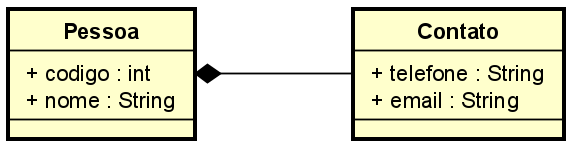 Pessoa
+ codigo : int
+ nome : String
Contato
+ telefone : String
+ email : String